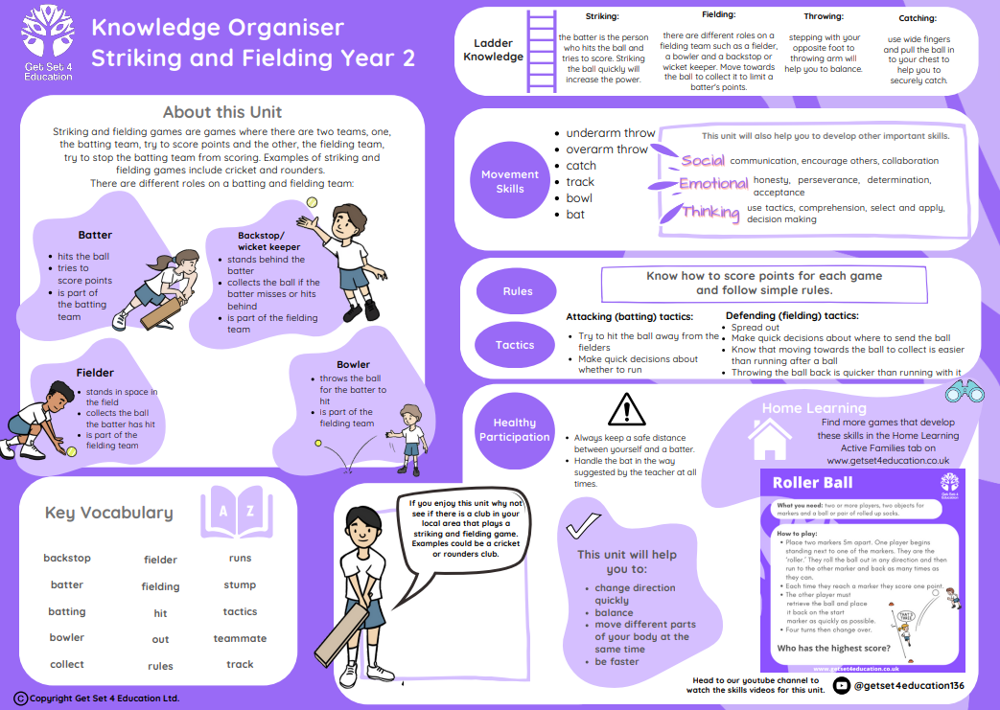 Knowledge Organiser
Striking and Fielding Year 2
Get Set 4
Education
Ladder
Knowledge
Striking:
the batter is the person
who hits the ball and
tries to score. Striking
the ball quickly will
increase the power.
Fielding:
there are different roles on a
fielding team such as a fielder,
a bowler and a backstop or
wicket keeper. Move towards
the ball to collect it to limit a
batter's points.
Throwing:
stepping with your
opposite foot to
throwing arm will
help you to balance.
Catching:
use wide fingers
and pull the ball in
to your chest to
help you to
securely catch.
About this Unit
Striking and fielding games are games where there are two teams, one,
the batting team, try to score points and the other, the fielding team,
try to stop the batting team from scoring. Examples of striking and
fielding games include cricket and rounders.
There are different roles on a batting and fielding team:
Batter
• hits the ball
• tries to
score points
• is part of
the batting
team
Backstop/
wicket keeper
• stands behind the
batter
• collects the ball if the
batter misses or hits
behind
• is part of the fielding
team
Fielder
• stands in space in
the field
• collects the ball
the batter has hit
• is part of the
fielding team
Bowler
• throws the ball
for the batter to
hit
• is part of the
fielding team
Movement
Skills
• underarm throw
• overarm throw
• catch
• track
• bowl
• bat
This unit will also help you to develop other important skills.
Social communication, encourage others, collaboration
Emotional honesty, perseverance, determination,
acceptance
Thinking use tactics, comprehension, select and apply,
decision making
Rules
Know how to score points for each game
and follow simple rules.
Tactics
Attacking (batting) tactics:
• Try to hit the ball away from the
fielders
• Make quick decisions about
whether to run
Defending (fielding) tactics:
• Spread out
• Make quick decisions about where to send the ball
• Know that moving towards the ball to collect is easier
than running after a ball
• Throwing the ball back is quicker than running with it
Healthy
Participation
• Always keep a safe distance
between yourself and a batter.
• Handle the bat in the way
suggested by the teacher at all
times.
Home Learning
Find more games that develop
these skills in the Home Learning
Active Families tab on
www.getset4education.co.uk
Roller Ball
Get Set 4
Education
What you need: two or more players, two objects for
markers and a ball or pair of rolled up socks.
How to play:
• Place two markers 5m apart. One player begins
standing next to one of the markers. They are the
'roller.' They roll the ball out in any direction and then
run to the other marker and back as many times as
they can.
• Each time they reach a marker they score one point.
• The other player must
retrieve the ball and place
it back on the start
marker as quickly as possible.
• Four turns then change over.
THAT'S
THREE
Who has the highest score?
www.getset4education.co.uk
Key Vocabulary
A Z
backstop
batter
batting
bowler
collect
fielder
fielding
hit
out
rules
runs
stump
tactics
teammate
track
If you enjoy this unit why not
see if there is a club in your
local area that plays a
striking and fielding game.
Examples could be a cricket
or rounders club.
This unit will help
you to:
• change direction
quickly
• balance
• move different parts
of your body at the
same time
• be faster
Head to our youtube channel to
watch the skills videos for this unit.
@getset4education136
© Copyright Get Set 4 Education Ltd.